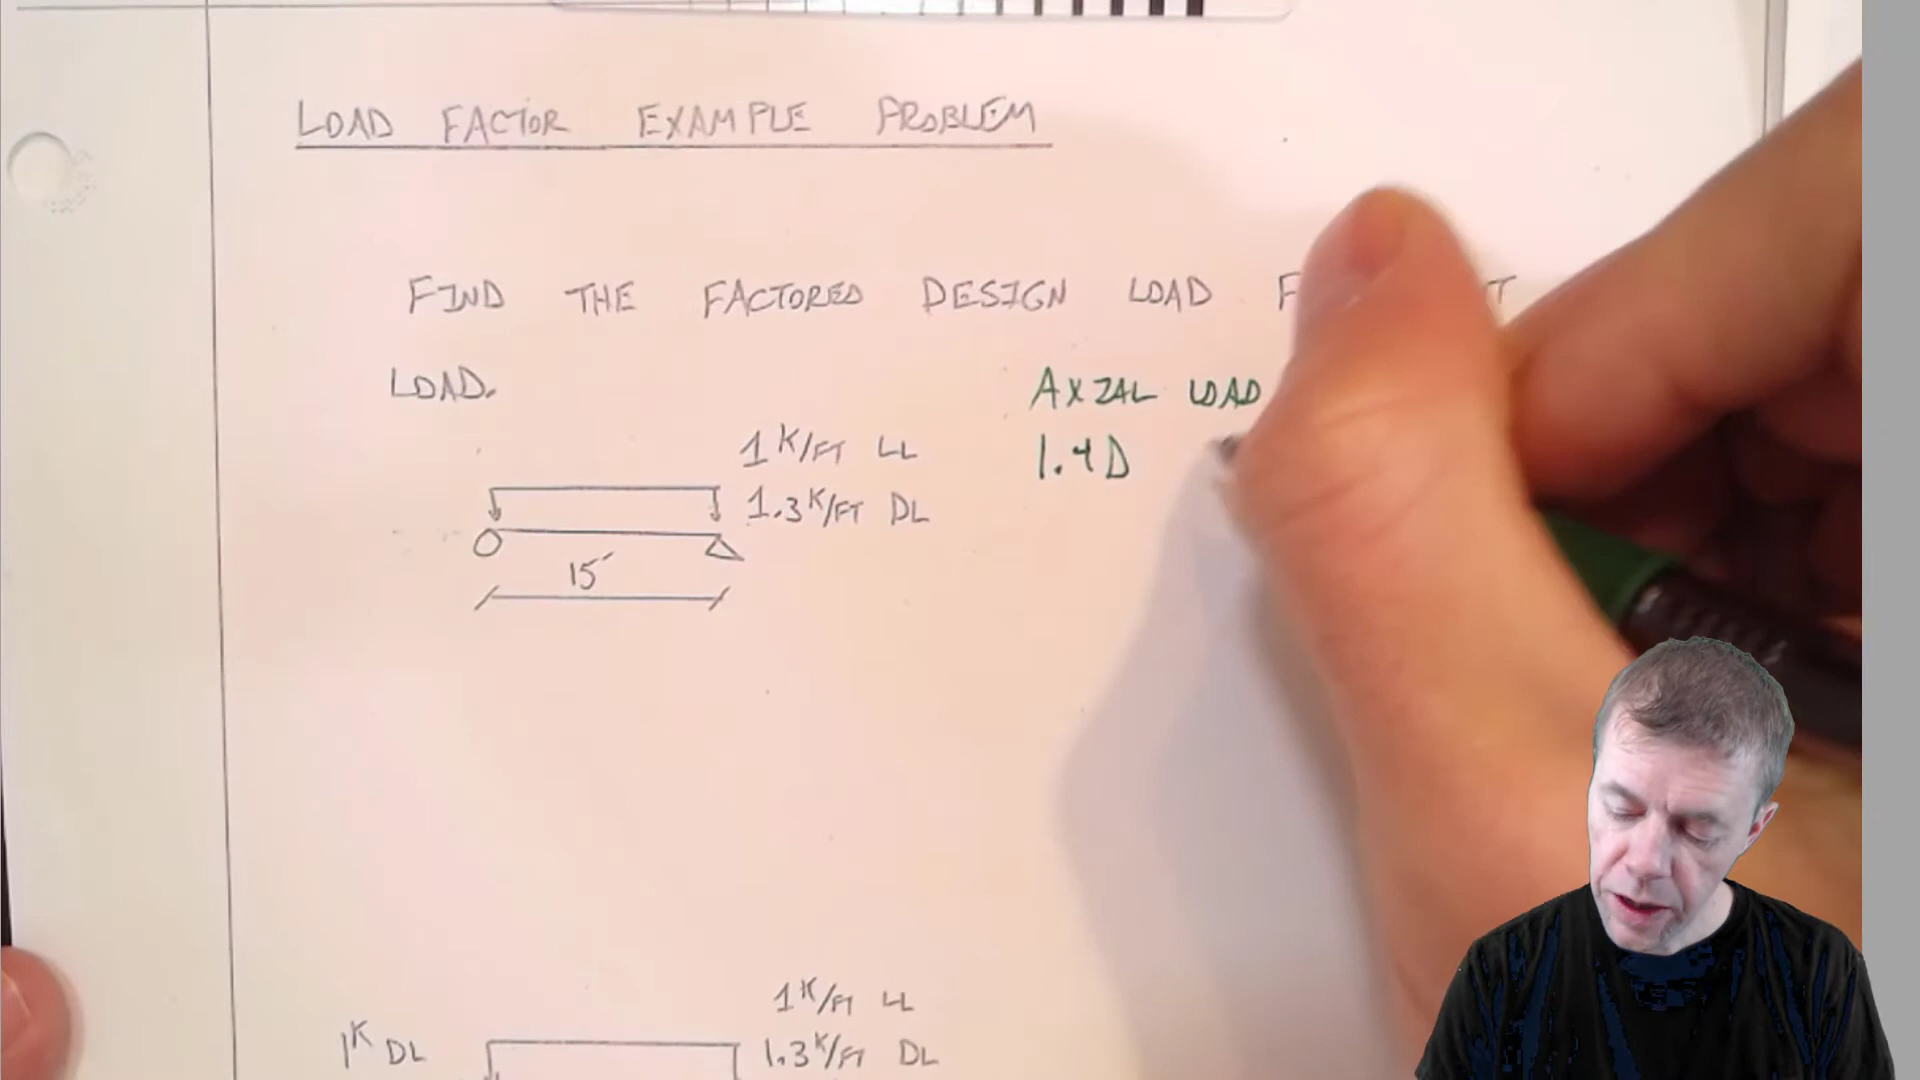 LOAD FACTOR EXAMPLE PROBLEM
FIND THE FACTORED DESIGN LOAD
LOAD.
AXIAL LOAD
1 K/FT LL
1.4D
1.3 K/FT DL
15'
1 K/FT LL
1K DL
1.3 K/FT DL